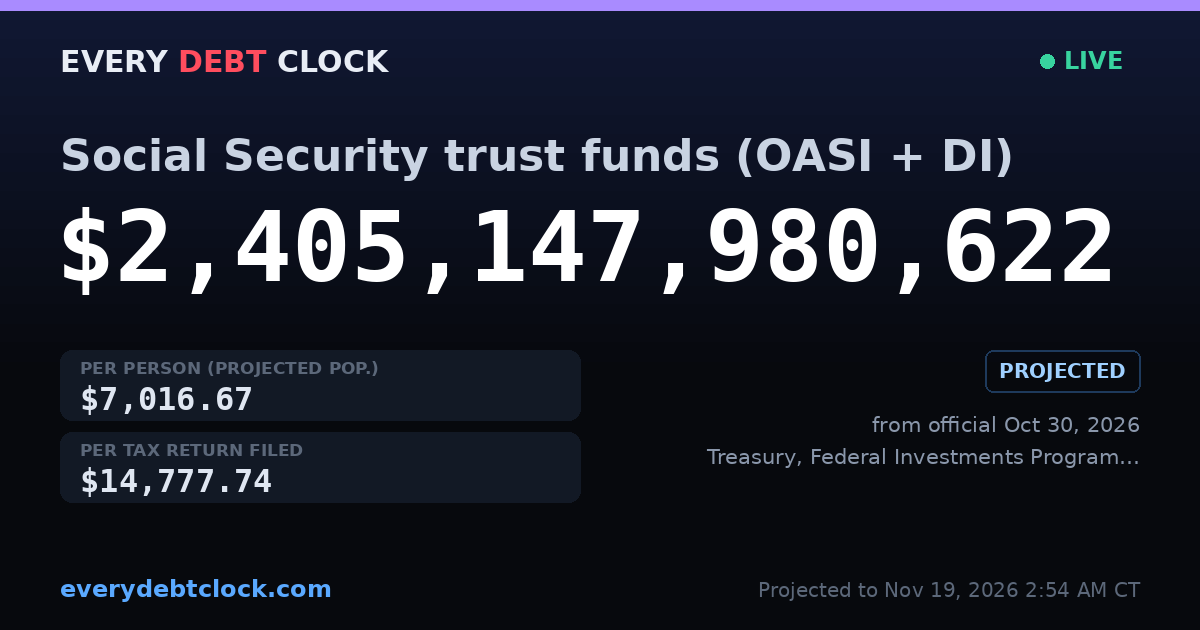 EVERY DEBT CLOCK
LIVE
Social Security trust funds (OASI + DI)
$2,405,147,980,622
PER PERSON (PROJECTED POP.)
$7,016.67
PER TAX RETURN FILED
$14,777.74
PROJECTED
from official Oct 30, 2026
Treasury, Federal Investments Program…
everydebtclock.com
Projected to Nov 19, 2026 2:54 AM CT